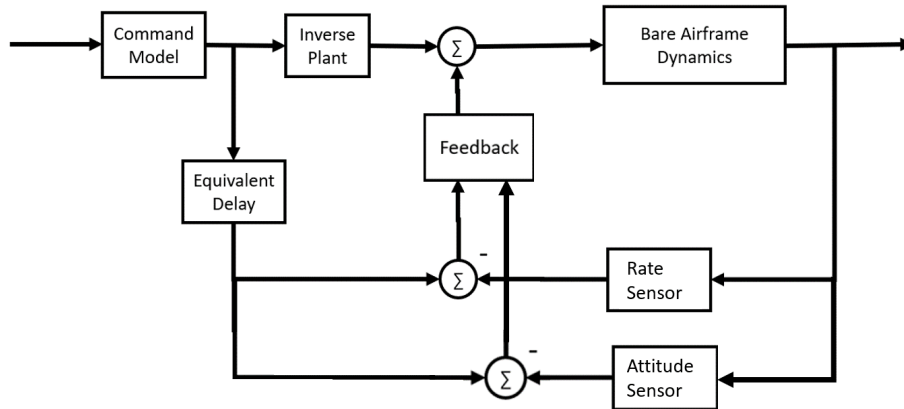 Command
Model
Inverse
Plant
Σ
Bare Airframe
Dynamics
Feedback
Equivalent
Delay
-
Σ
Rate
Sensor
-
Σ
Attitude
Sensor